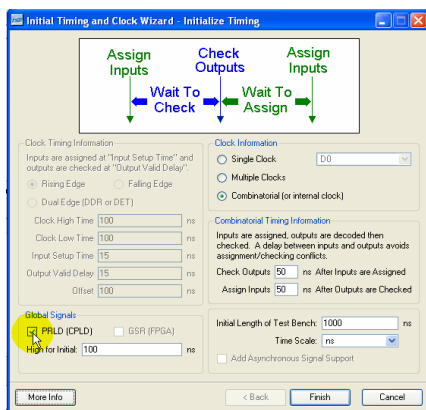 Initial Timing and Clock Wizard - Initialize Timing
Assign Inputs
Check Outputs
Assign Inputs
Wait To Check
Wait To Assign
Clock Timing Information
Inputs are assigned at "Input Setup Time" and
outputs are checked at "Output Valid Delay".
Rising Edge Falling Edge
Dual Edge (DDR or DET)
Clock High Time 100 ns
Clock Low Time 100 ns
Input Setup Time 15 ns
Output Valid Delay 15 ns
Offset 100 ns
Global Signals
PRLD (CPLD) GSR (FPGA)
High for Initial: 100 ns
Clock Information
Single Clock D0
Multiple Clocks
Combinatorial (or internal clock)
Combinatorial Timing Information
Inputs are assigned, outputs are decoded then
checked. A delay between inputs and outputs avoids
assignment/checking conflicts.
Check Outputs 50 ns After Inputs are Assigned
Assign Inputs 50 ns After Outputs are Checked
Initial Length of Test Bench: 1000 ns
Time Scale: ns
Add Asynchronous Signal Support
More Info < Back Finish Cancel